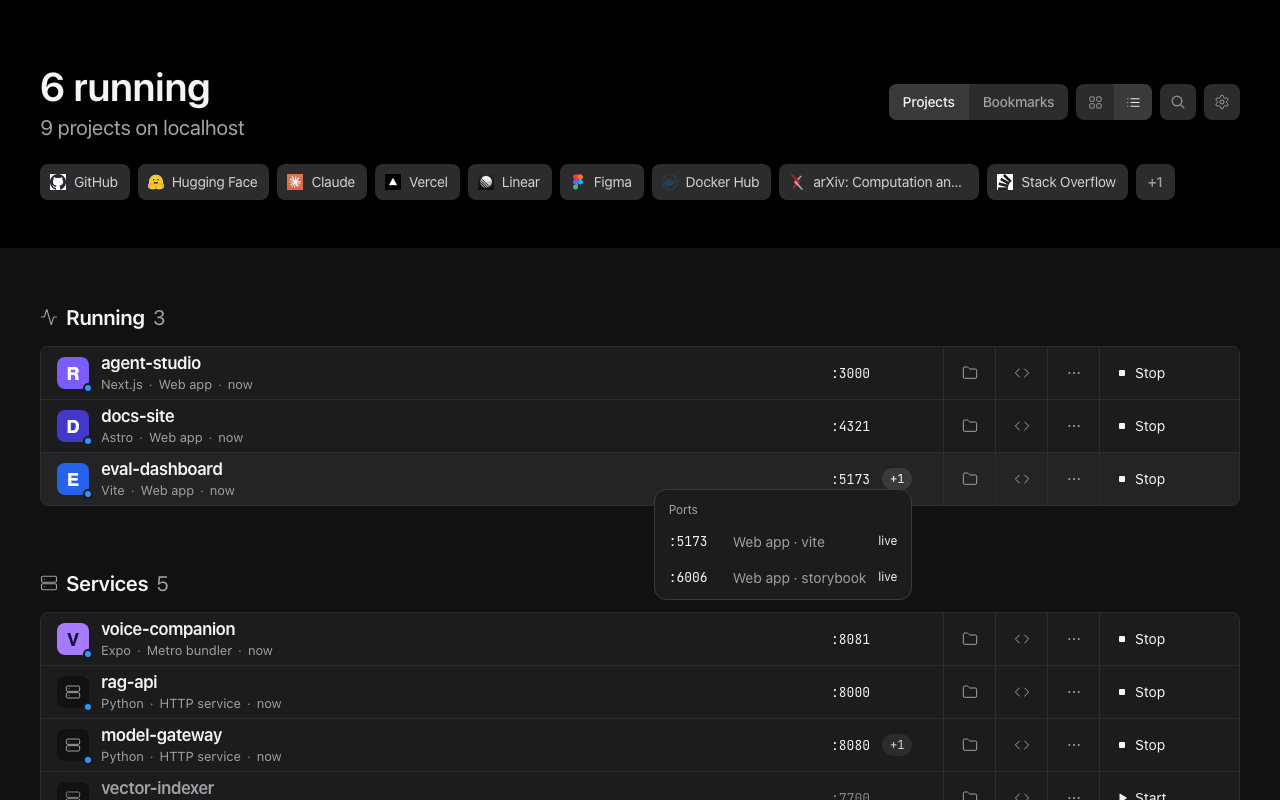 6 running
9 projects on localhost
Projects
Bookmarks
GitHub
Hugging Face
Claude
Vercel
Linear
Figma
Docker Hub
arXiv: Computation an...
Stack Overflow
+1
Running 3
R
agent-studio
Next.js · Web app · now
:3000
Stop
D
docs-site
Astro · Web app · now
:4321
Stop
E
eval-dashboard
Vite · Web app · now
:5173
+1
Stop
Ports
:5173 Web app · vite live
:6006 Web app · storybook live
Services 5
V
voice-companion
Expo · Metro bundler · now
:8081
Stop
rag-api
Python · HTTP service · now
:8000
Stop
model-gateway
Python · HTTP service · now
:8080
+1
Stop
vector-indexer
:7700
Start